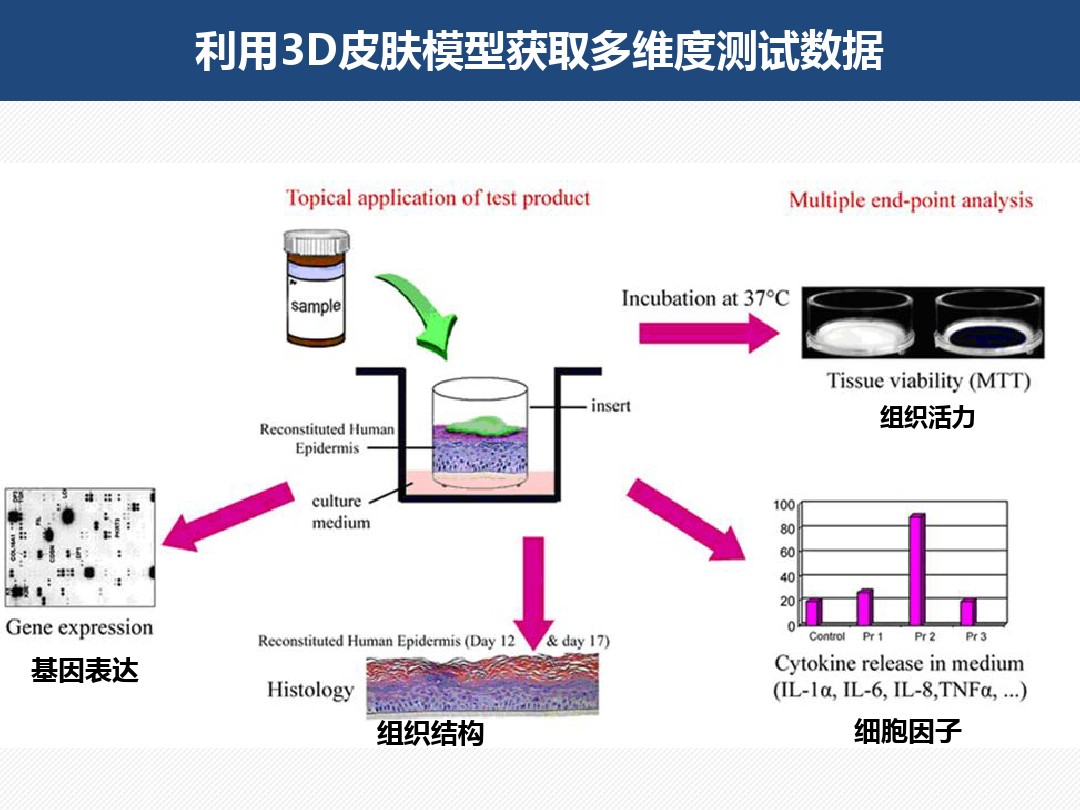 利用3D皮肤模型获取多维度测试数据
Topical application of test product
Multiple end-point analysis
sample
Incubation at 37°C
Tissue viability (MTT)
组织活力
insert
Reconstituted Human
Epidermis
culture
medium
Gene expression
基因表达
Reconstituted Human Epidermis (Day 12 & day 17)
Histology
组织结构
100
80
60
40
20
0
Control Pr 1 Pr 2 Pr 3
Cytokine release in medium
(IL-1α, IL-6, IL-8,TNFα, ...)
细胞因子